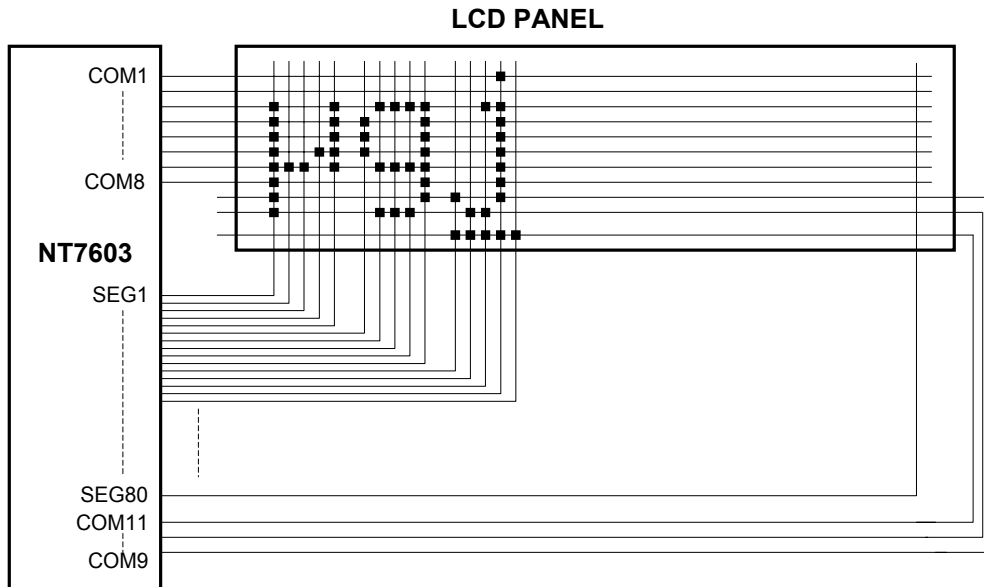 LCD PANEL
COM1
COM8
NT7603
SEG1
SEG80
COM11
COM9